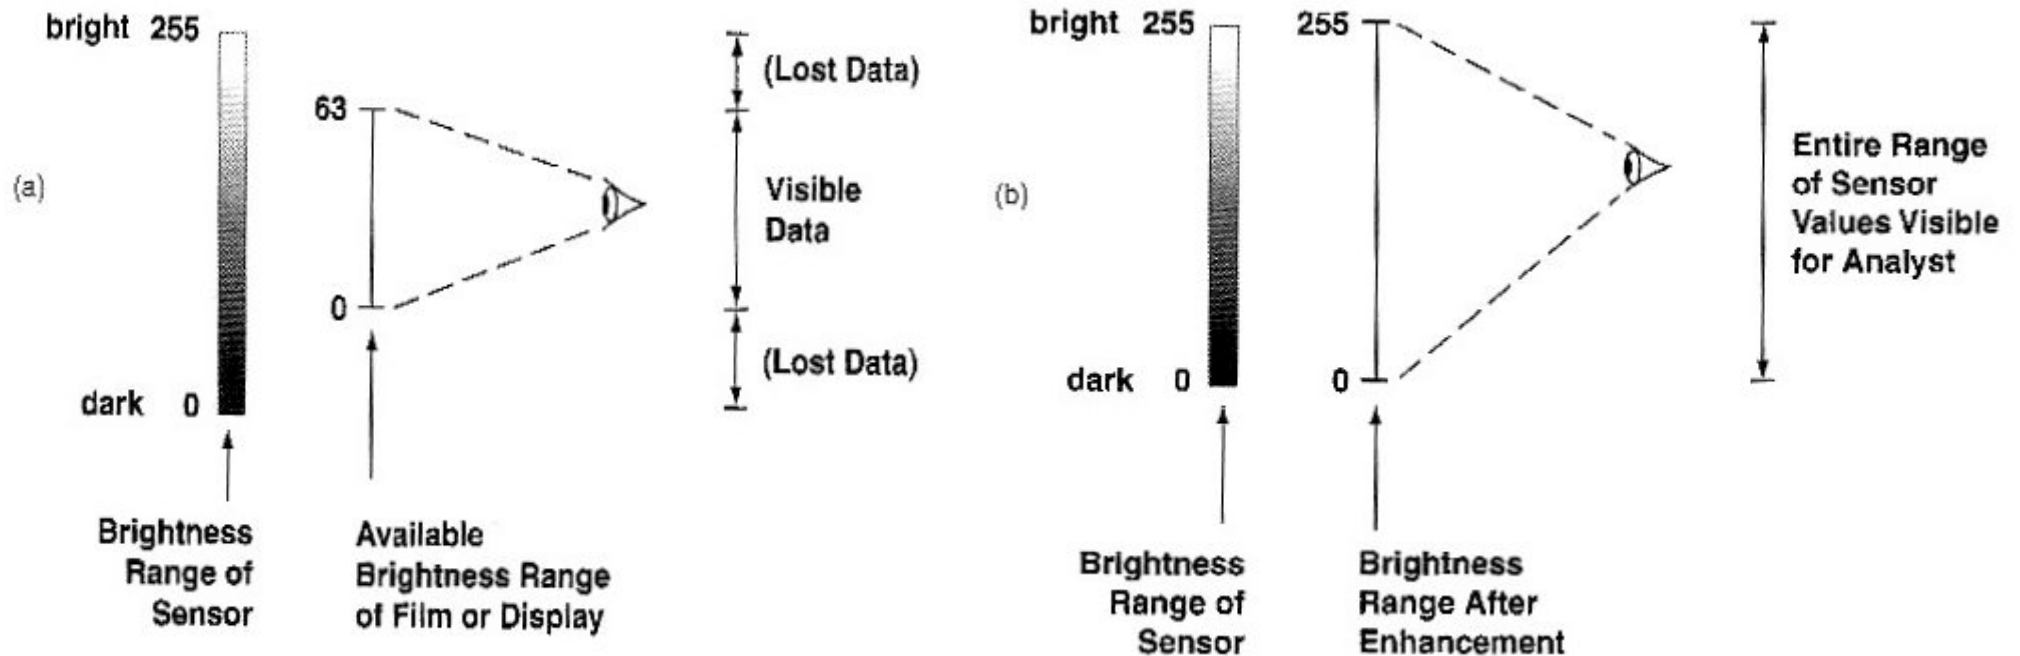 (a)
bright 255
dark 0
63
0
(Lost Data)
Visible
Data
(Lost Data)
Brightness
Range of
Sensor
Available
Brightness Range
of Film or Display
(b)
bright 255
dark 0
255
0
Entire Range
of Sensor
Values Visible
for Analyst
Brightness
Range of
Sensor
Brightness
Range After
Enhancement